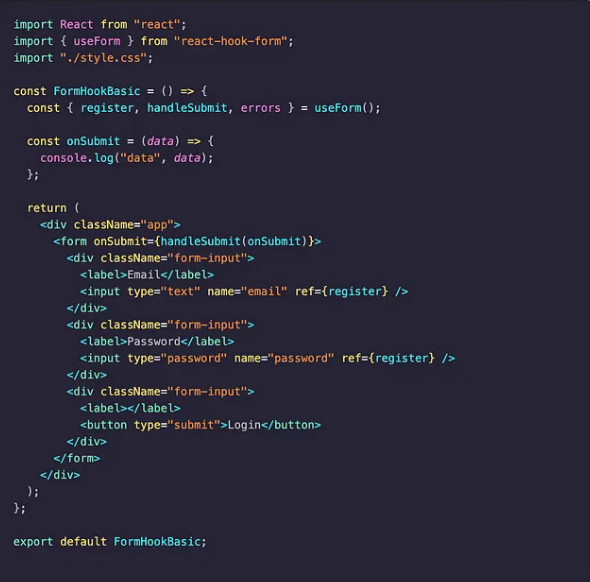 import React from "react";
import { useForm } from "react-hook-form";
import "./style.css";

const FormHookBasic = () => {
  const { register, handleSubmit, errors } = useForm();

  const onSubmit = (data) => {
    console.log("data", data);
  };

  return (
    <div className="app">
      <form onSubmit={handleSubmit(onSubmit)}>
        <div className="form-input">
          <label>Email</label>
          <input type="text" name="email" ref={register} />
        </div>
        <div className="form-input">
          <label>Password</label>
          <input type="password" name="password" ref={register} />
        </div>
        <div className="form-input">
          <label></label>
          <button type="submit">Login</button>
        </div>
      </form>
    </div>
  );
};

export default FormHookBasic;